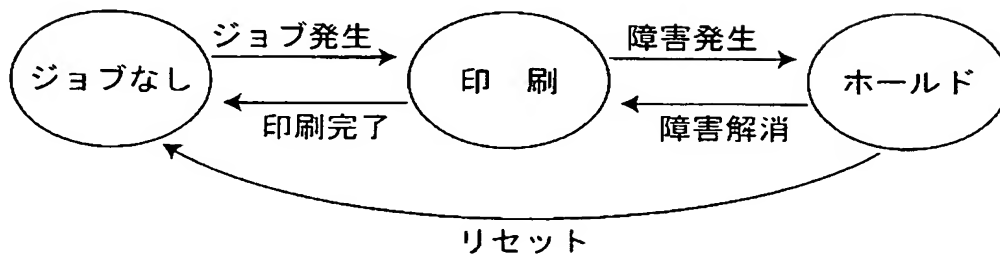 ジョブ発生
障害発生
ジョブなし
印 刷
ホールド
印刷完了
障害解消
リセット